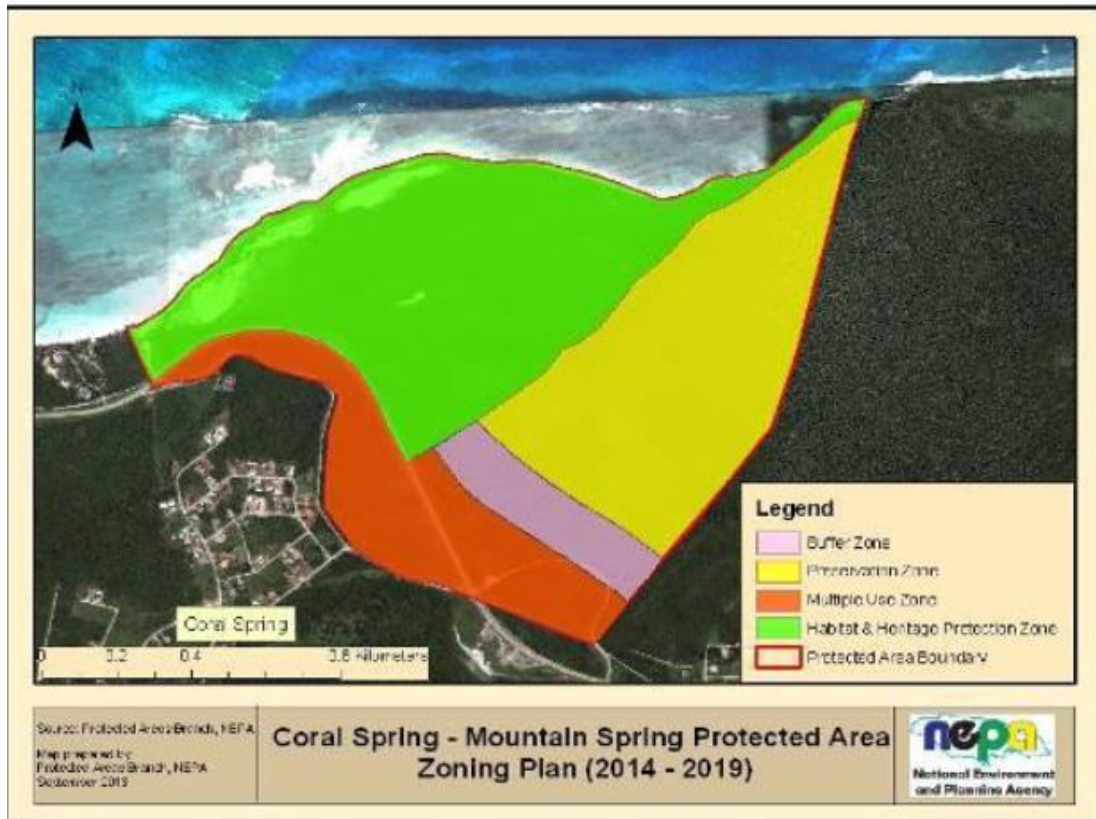 N
Coral Spring
0 0.2 0.4 0.8 Kilometers
Legend
Buffer Zone
Preservation Zone
Multiple Use Zone
Habitat & Heritage Protection Zone
Protected Area Boundary
Source: Protected Areas Branch, NEPA
Map prepared by
Protected Areas Branch, NEPA
September 2013
Coral Spring - Mountain Spring Protected Area
Zoning Plan (2014 - 2019)
nepa
National Environment
and Planning Agency